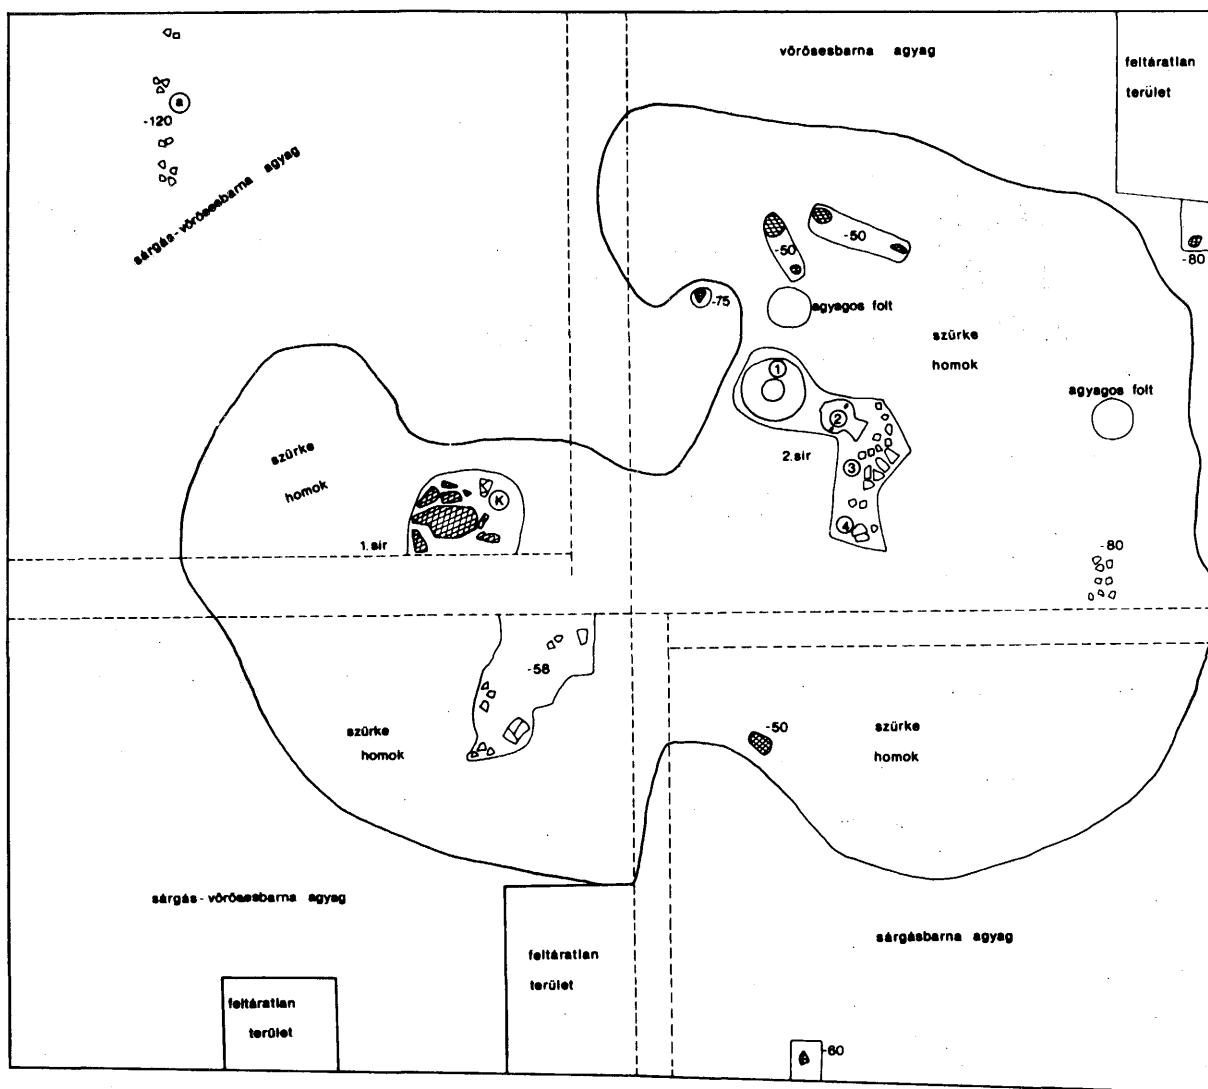 vörösesbarna agyag
feltáratlan
terület
a
-120
sárgás-vörösesbarna agyag
-50
-50
-80
-75
agyagos folt
szürke
homok
1
agyagos folt
2
2.sir
3
szürke
homok
K
4
1.sir
-80
-58
szürke
homok
-50
szürke
homok
sárgás-vörösesbarna agyag
sárgásbarna agyag
feltáratlan
terület
feltáratlan
terület
-60